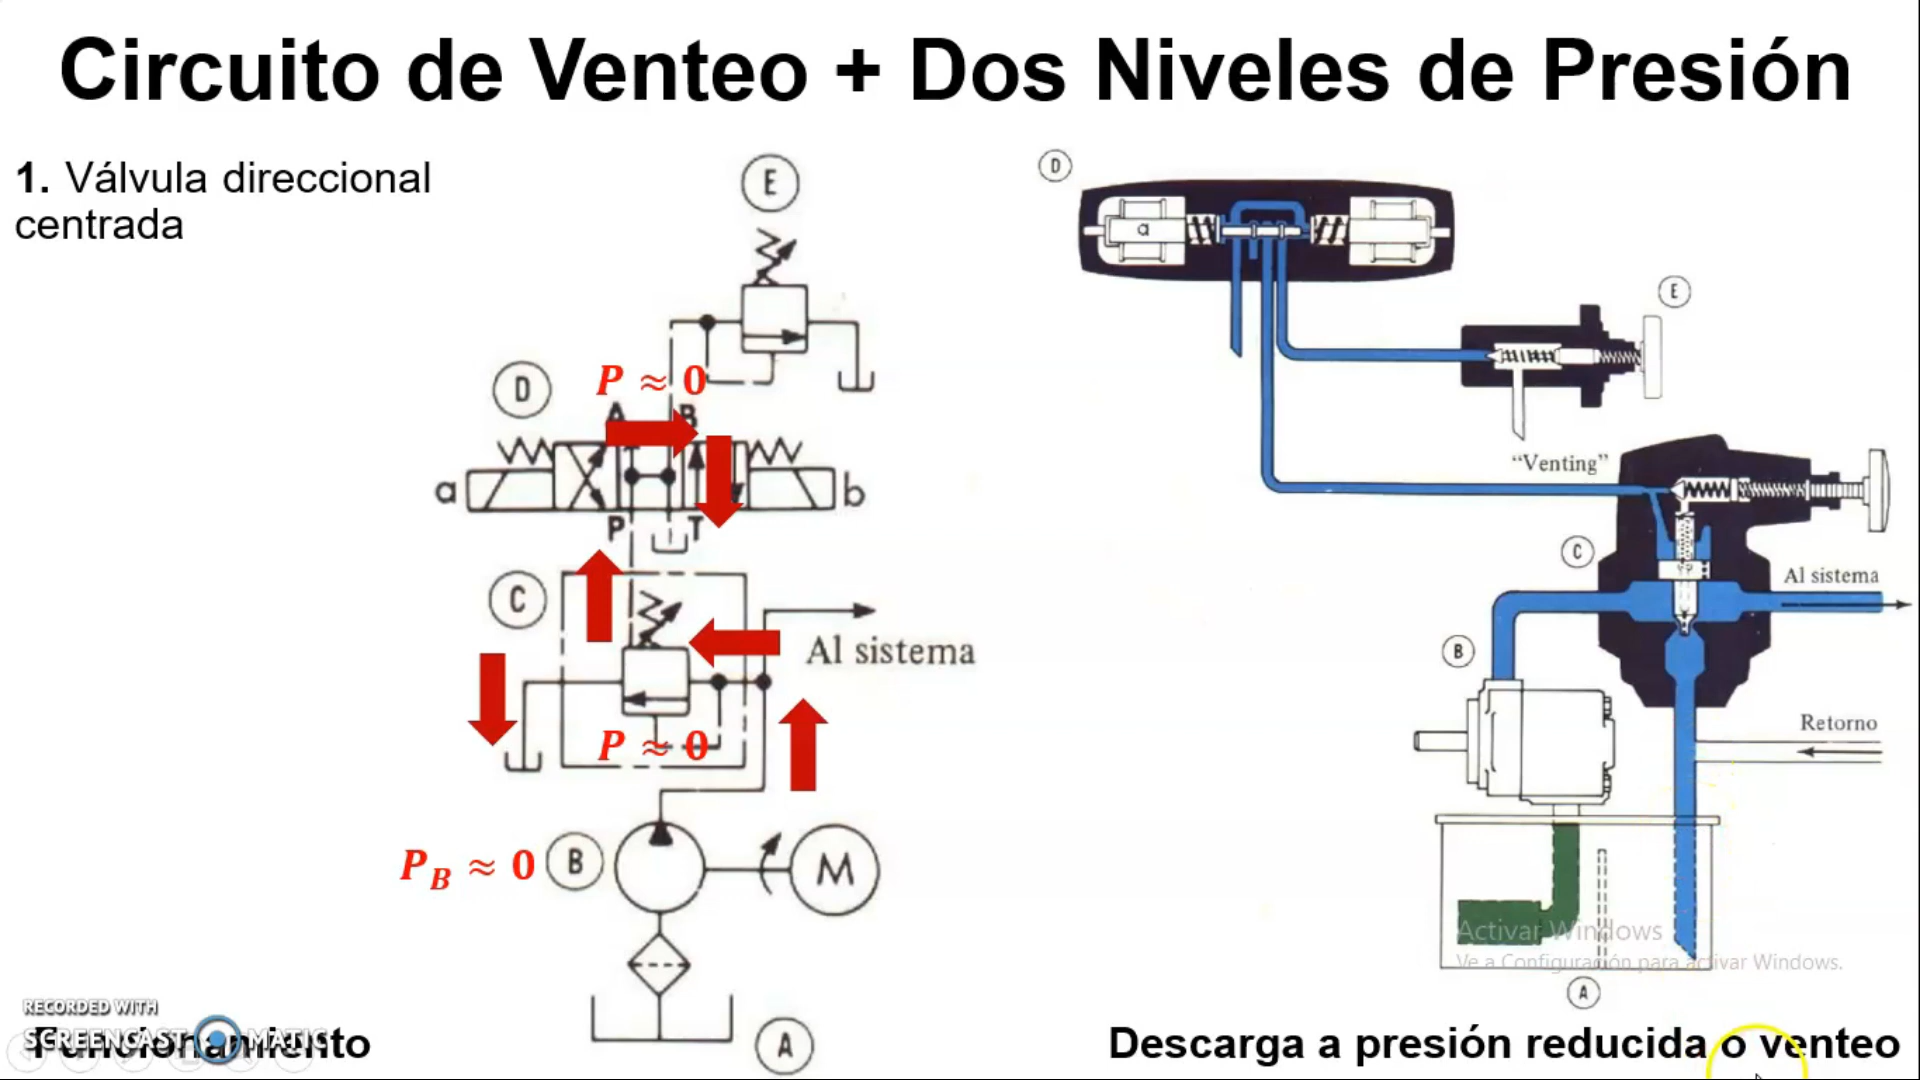 Circuito de Venteo + Dos Niveles de Presión
1. Válvula direccional
centrada
E
D
P ≈ 0
A
B
a
b
P
T
C
Al sistema
P ≈ 0
P_B ≈ 0
B
M
A
D
a
E
"Venting"
C
Al sistema
B
Retorno
Activar Windows
Ve a Configuración para activar Windows.
A
RECORDED WITH
SCREENCAST MATIC
Funcionamiento
Descarga a presión reducida o venteo